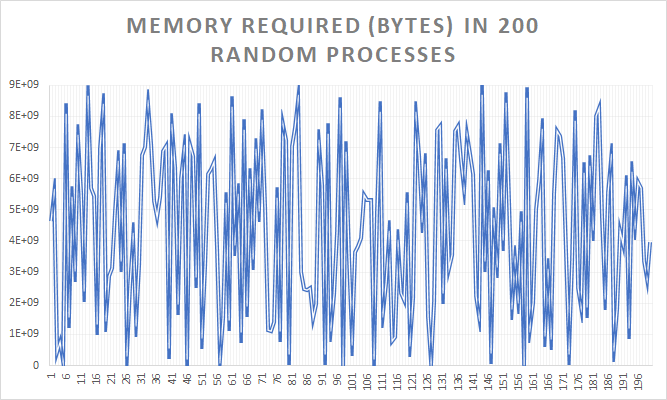 MEMORY REQUIRED (BYTES) IN 200
RANDOM PROCESSES
9E+09
8E+09
7E+09
6E+09
5E+09
4E+09
3E+09
2E+09
1E+09
0
1 6 11 16 21 26 31 36 41 46 51 56 61 66 71 76 81 86 91 96 101 106 111 116 121 126 131 136 141 146 151 156 161 166 171 176 181 186 191 196